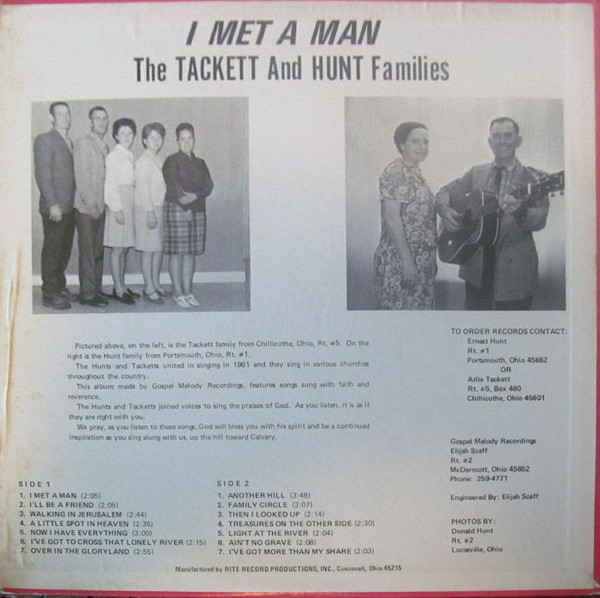 I MET A MAN
The TACKETT And HUNT Families
Pictured above, on the left, is the Tackett family from Chillicothe, Ohio, Rt. #5. On the
right is the Hunt family from Portsmouth, Ohio, Rt. #1.
The Hunts and Tacketts united in singing in 1961 and they sing in various churches
throughout the country.
This album made by Gospel Melody Recordings, features songs sung with faith and
reverence.
The Hunts and Tacketts joined voices to sing the praises of God. As you listen, it is as if
they are right with you.
We pray, as you listen to these songs, God will bless you with his spirit and be a continued
inspiration as you sing along with us, up the hill toward Calvary.
TO ORDER RECORDS CONTACT:
Ernest Hunt
Rt. #1
Portsmouth, Ohio 45662
OR
Arlie Tackett
Rt. #5, Box 460
Chillicothe, Ohio 45601
Gospel Melody Recordings
Elijah Scaff
Rt. #2
McDermott, Ohio 45652
Phone: 259-4771
Engineered By: Elijah Scaff
PHOTOS BY:
Donald Hunt
Rt. #2
Lucasville, Ohio
SIDE 1
1. I MET A MAN (2:05)
2. I'LL BE A FRIEND (2:05)
3. WALKING IN JERUSALEM (2:44)
4. A LITTLE SPOT IN HEAVEN (2:35)
5. NOW I HAVE EVERYTHING (3:00)
6. I'VE GOT TO CROSS THAT LONELY RIVER (2:15)
7. OVER IN THE GLORYLAND (2:55)
SIDE 2
1. ANOTHER HILL (3:48)
2. FAMILY CIRCLE (2:07)
3. THEN I LOOKED UP (2:14)
4. TREASURES ON THE OTHER SIDE (2:30)
5. LIGHT AT THE RIVER (2:04)
6. AIN'T NO GRAVE (2:08)
7. I'VE GOT MORE THAN MY SHARE (2:03)
Manufactured by RITE RECORD PRODUCTIONS, INC., Cincinnati, Ohio 45215